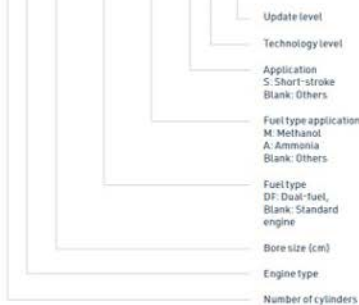 Update level
Technology level
Application
S: Short-stroke
Blank: Others
Fuel type application
M: Methanol
A: Ammonia
Blank: Others
Fuel type
DF: Dual-fuel,
Blank: Standard
engine
Bore size (cm)
Engine type
Number of cylinders